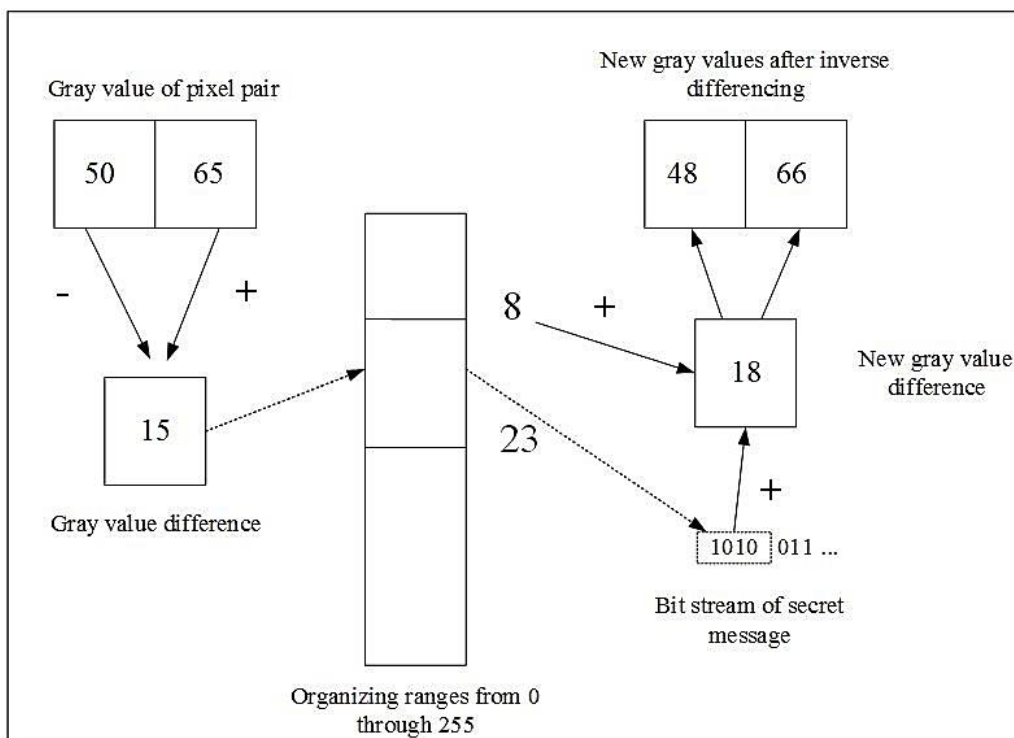 Gray value of pixel pair
50 65
-
+
15
Gray value difference
8
+
23
Organizing ranges from 0
through 255
New gray values after inverse
differencing
48 66
18
New gray value
difference
+
1010 011 ...
Bit stream of secret
message